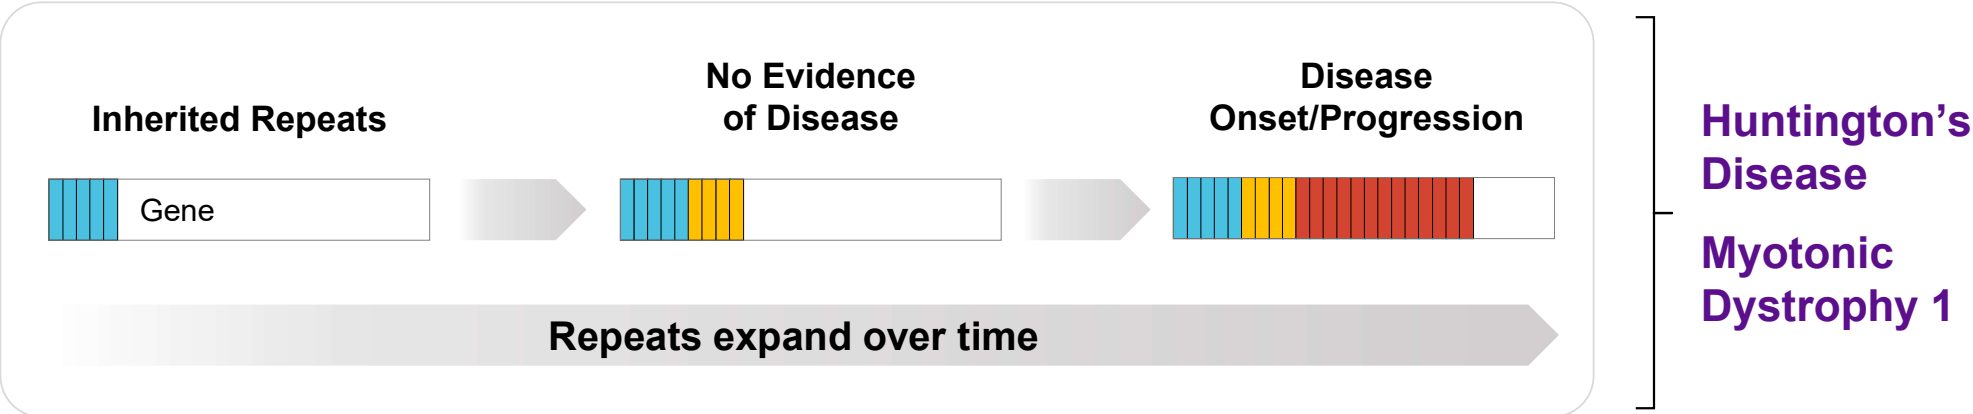 Inherited Repeats
No Evidence
of Disease
Disease
Onset/Progression
Gene
Repeats expand over time
Huntington’s
Disease
Myotonic
Dystrophy 1